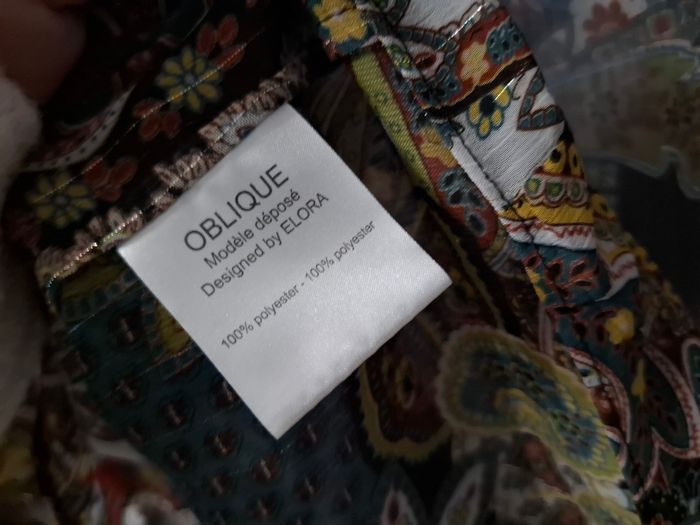 OBLIQUE
Modèle déposé
Designed by ELORA
100% polyester - 100% polyester